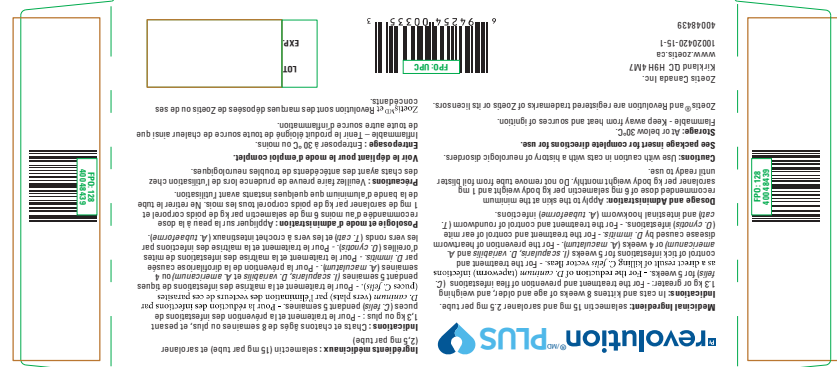 revolution®/MD PLUS
Medicinal Ingredient: selamectin 15 mg and sarolaner 2.5 mg per tube.
Indications: In cats and kittens 8 weeks of age and older, and weighing
1.3 kg or greater: - For the treatment and prevention of flea infestations (C.
felis) for 5 weeks. - For the reduction of D. caninum (tapeworm) infections
as a direct result of killing C. felis vector fleas. - For the treatment and
control of tick infestations for 5 weeks (I. scapularis, D. variabilis and A.
americanum) or 4 weeks (A. maculatum). - For the prevention of heartworm
disease caused by D. immitis. - For the treatment and control of ear mite
(O. cynotis) infestations. - For the treatment and control of roundworm (T.
cati) and intestinal hookworm (A. tubaeforme) infections.
Dosage and Administration: Apply to the skin at the minimum
recommended dose of 6 mg selamectin per kg body weight and 1 mg
sarolaner per kg body weight monthly. Do not remove tube from foil blister
until ready to use.
Cautions: Use with caution in cats with a history of neurologic disorders.
See package insert for complete directions for use.
Storage: At or below 30°C.
Flammable - Keep away from heat and sources of ignition.
Zoetis® and Revolution are registered trademarks of Zoetis or its licensors.
Zoetis Canada Inc.
Kirkland QC H9H 4M7
www.zoetis.ca
10020420-15-1
40048439
Ingrédients médicinaux : selamectin (15 mg par tube) et sarolaner
(2,5 mg par tube)
Indications : Chats et chatons âgés de 8 semaines ou plus, et pesant
1,3 kg ou plus : - Pour le traitement et la prévention des infestations de
puces (C. felis) pendant 5 semaines. - Pour la réduction des infections par
D. caninum (vers plats) par l'élimination des vecteurs de ces parasites
(puces C. felis). - Pour le traitement et la maîtrise des infestations de tiques
pendant 5 semaines (I. scapularis, D. variabilis et A. americanum) ou 4
semaines (A. maculatum). - Pour la prévention de la dirofilariose causée
par D. immitis. - Pour le traitement et la maîtrise des infestations de mites
d'oreilles (O. cynotis). - Pour le traitement et la maîtrise des infections par
les vers ronds (T. cati) et les vers à crochet intestinaux (A. tubaeforme).
Posologie et mode d'administration : Appliquer sur la peau à la dose
recommandée d'au moins 6 mg de selamectin par kg de poids corporel et
1 mg de sarolaner par kg de poids corporel tous les mois. Ne retirer le tube
de la bande d'aluminium que quelques instants avant l'utilisation.
Précautions : Veuillez faire preuve de prudence lors de l'utilisation chez
des chats ayant des antécédents de troubles neurologiques.
Voir le dépliant pour le mode d'emploi complet.
Entreposage : Entreposer à 30 °C ou moins.
Inflammable – Tenir le produit éloigné de toute source de chaleur ainsi que
de toute autre source d'inflammation.
Zoetis MD et Revolution sont des marques déposées de Zoetis ou de ses
concédants.
FPO: UPC
6 94254 00335 3
LOT
EXP.
FPO: 128
40048439
FPO: 128
40048439